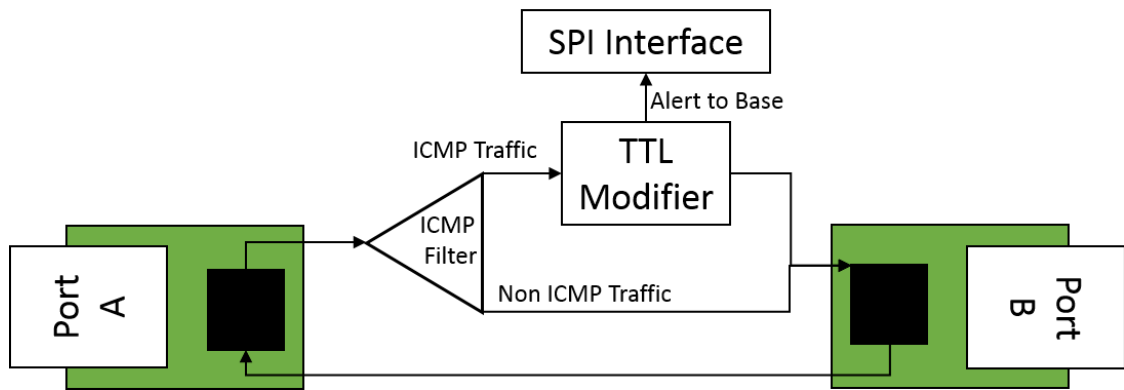 SPI Interface
Alert to Base
ICMP Traffic
TTL
Modifier
ICMP
Filter
Non ICMP Traffic
Port
A
Port
B